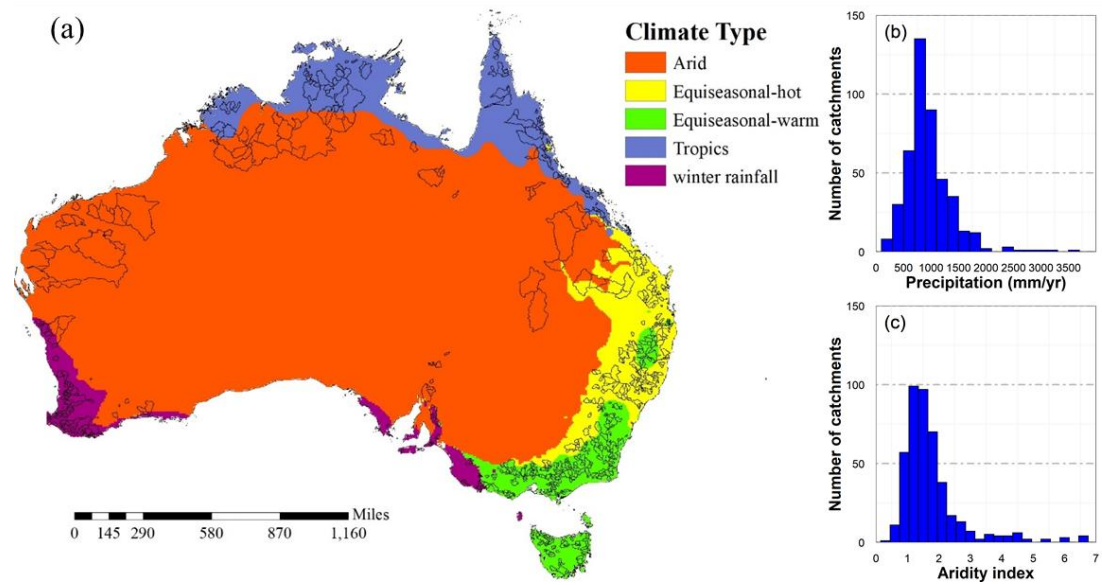 (a)
Climate Type
Arid
Equiseasonal-hot
Equiseasonal-warm
Tropics
winter rainfall
Miles
0 145 290 580 870 1,160
(b)
150
100
50
0
Number of catchments
0 500 1000 1500 2000 2500 3000 3500
Precipitation (mm/yr)
(c)
150
100
50
0
Number of catchments
0 1 2 3 4 5 6 7
Aridity index